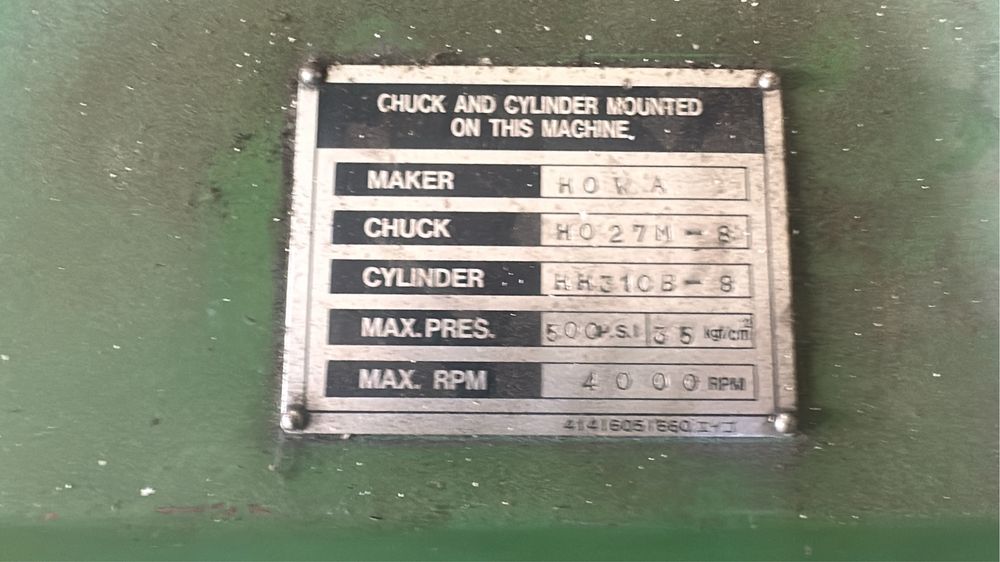 CHUCK AND CYLINDER MOUNTED
ON THIS MACHINE.
MAKER HOWA
CHUCK HO27M-8
CYLINDER HH310B-8
MAX. PRES. 500 P.S.I 35 kgf/cm²
MAX. RPM 4000 RPM